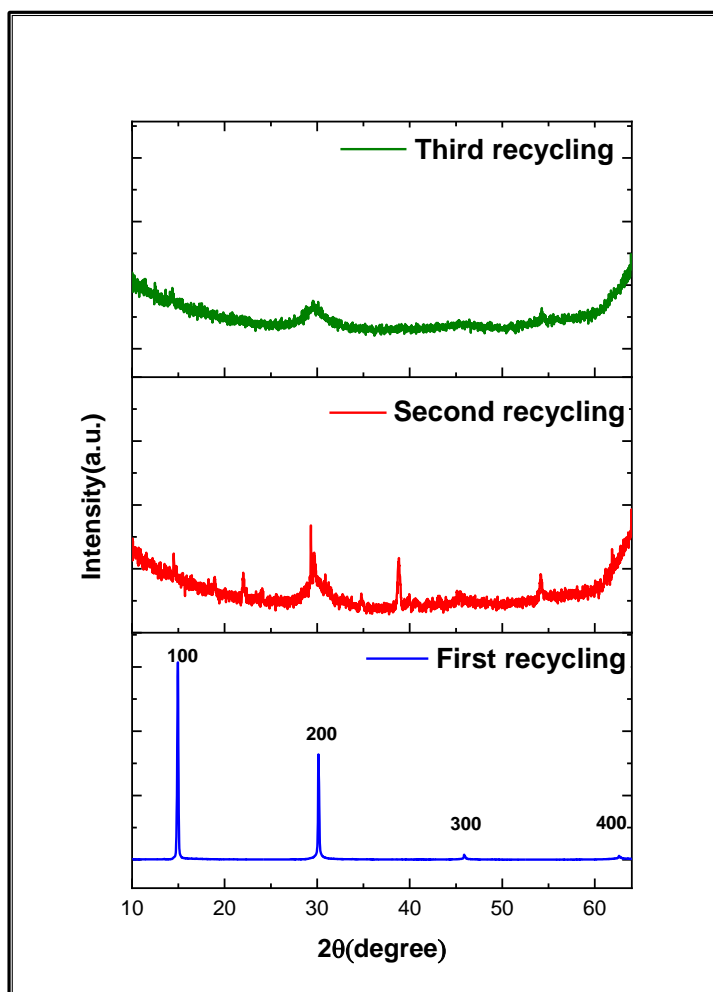 Third recycling
Second recycling
Intensity(a.u.)
First recycling
100
200
300
400
10 20 30 40 50 60
2θ(degree)